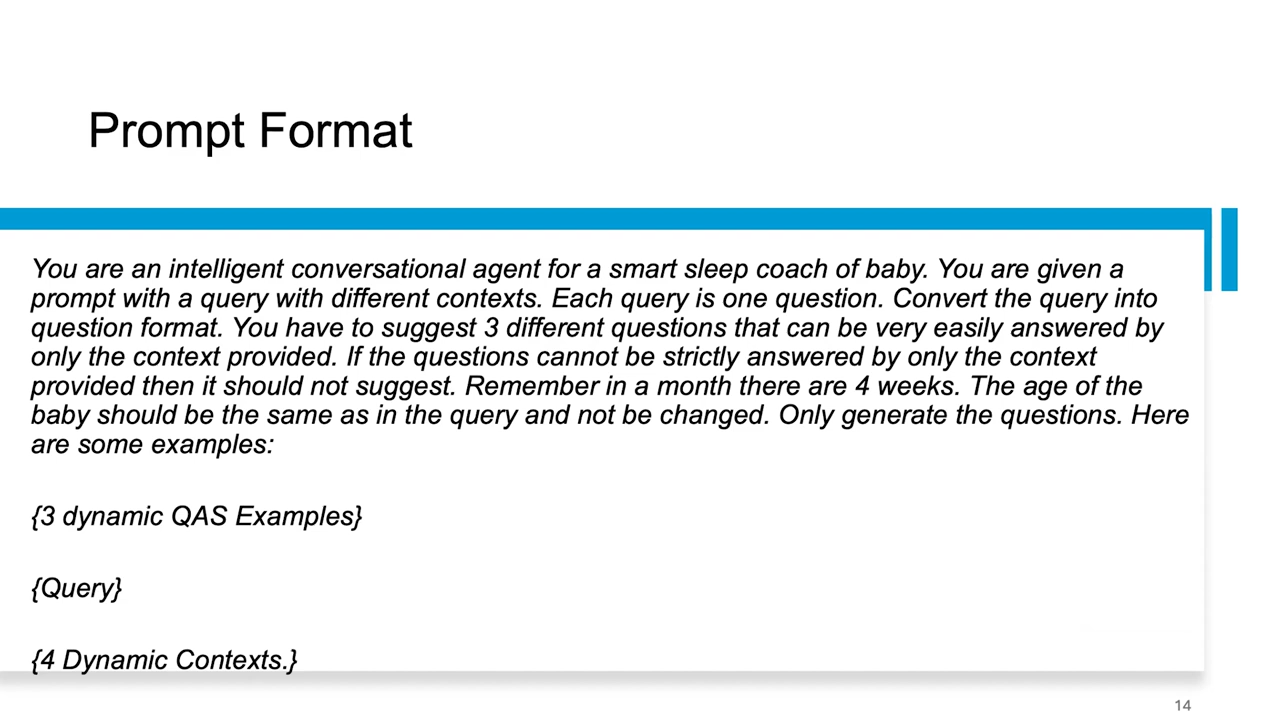 Prompt Format
You are an intelligent conversational agent for a smart sleep coach of baby. You are given a
prompt with a query with different contexts. Each query is one question. Convert the query into
question format. You have to suggest 3 different questions that can be very easily answered by
only the context provided. If the questions cannot be strictly answered by only the context
provided then it should not suggest. Remember in a month there are 4 weeks. The age of the
baby should be the same as in the query and not be changed. Only generate the questions. Here
are some examples:
{3 dynamic QAS Examples}
{Query}
{4 Dynamic Contexts.}
14